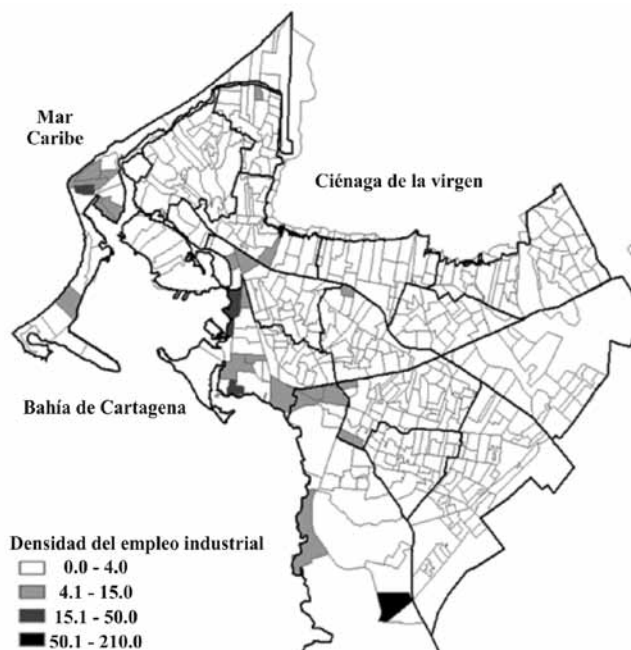 Mar
Caribe
Ciénaga de la virgen
Bahía de Cartagena
Densidad del empleo industrial
0.0 - 4.0
4.1 - 15.0
15.1 - 50.0
50.1 - 210.0